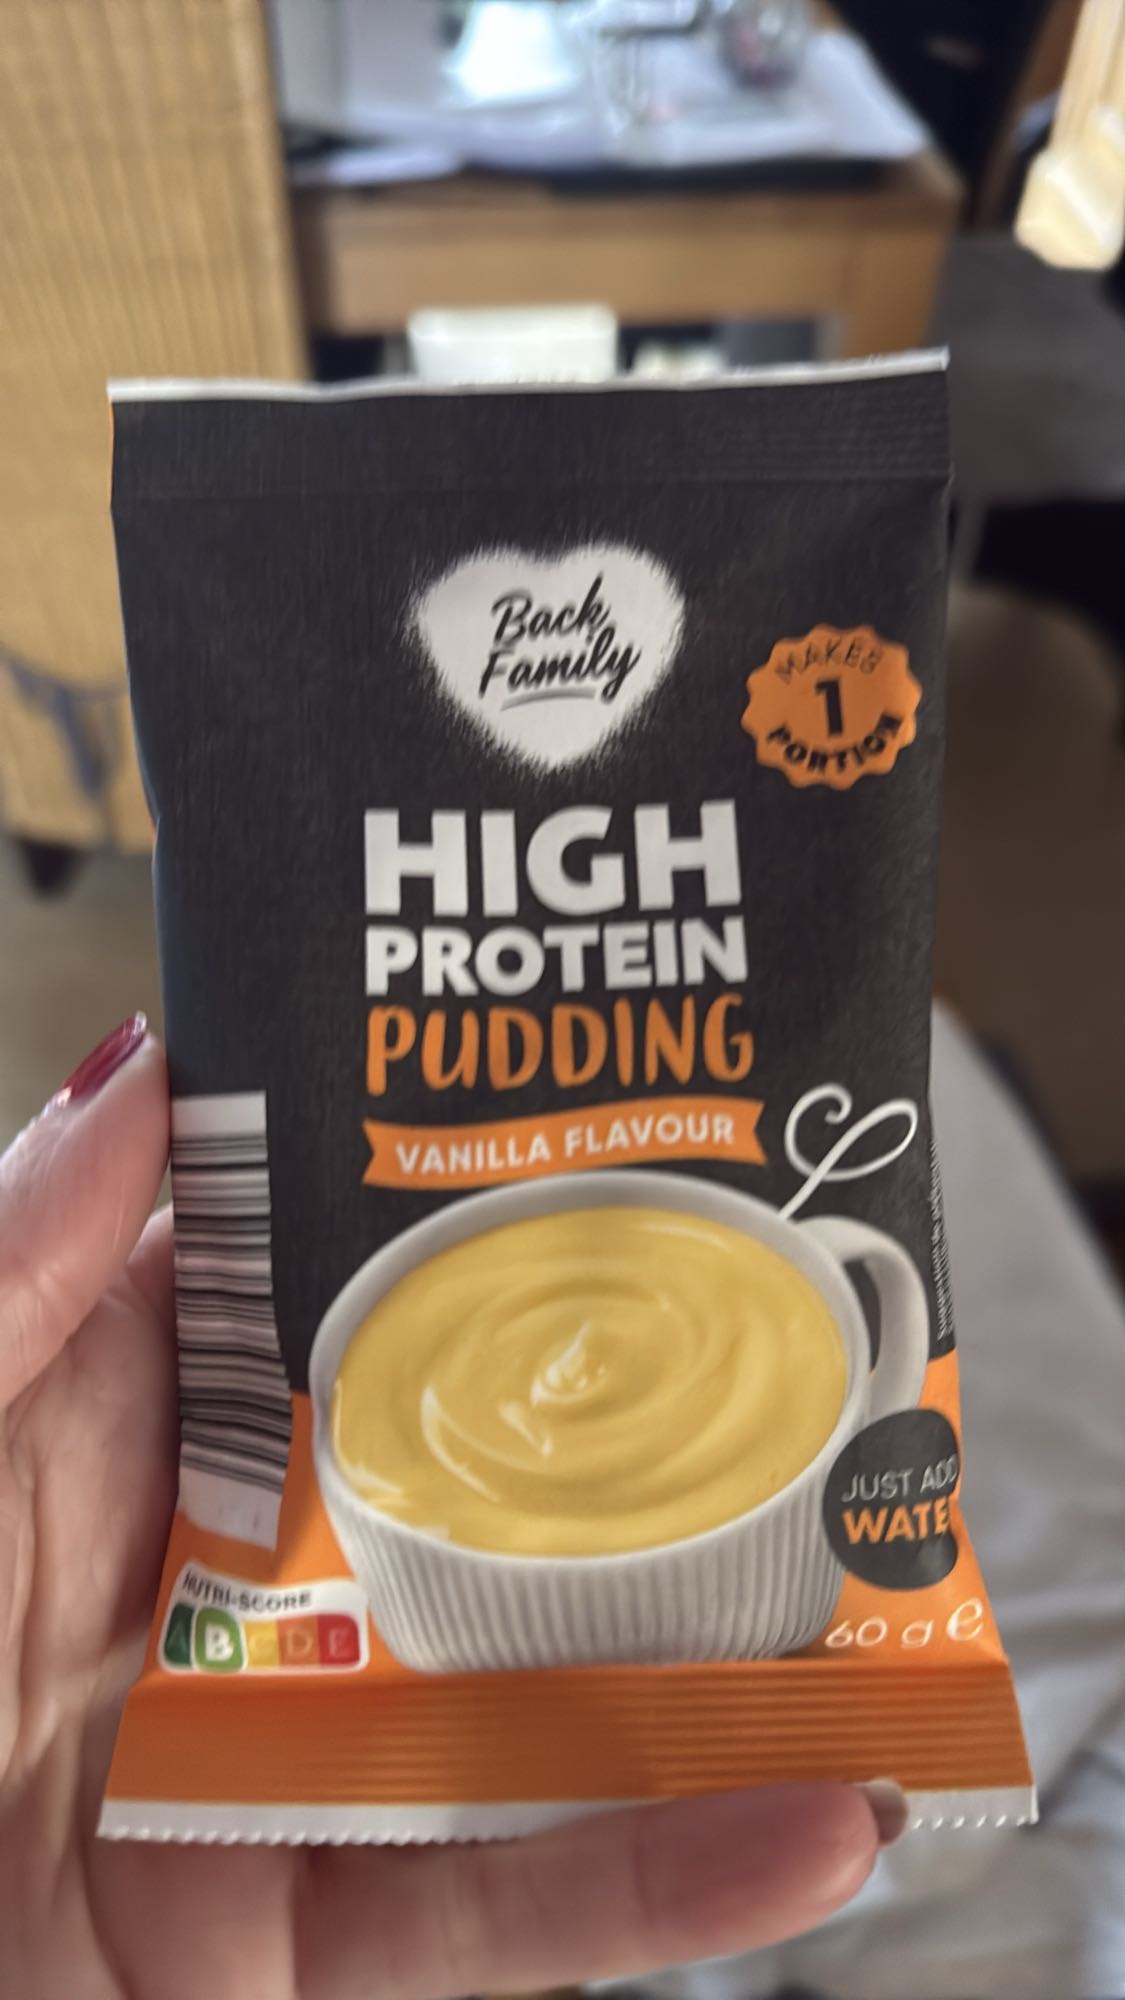 Back
Family
MAKES
1
PORTION
HIGH
PROTEIN
PUDDING
VANILLA FLAVOUR
JUST ADD
WATE
NUTRI-SCORE
A B C D E
60 g e